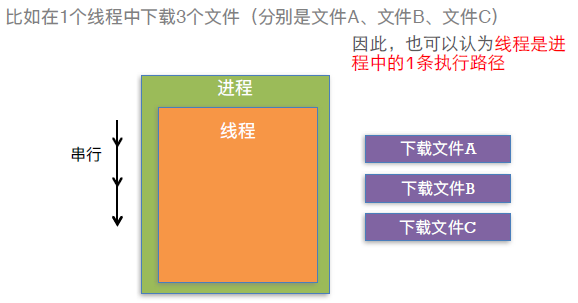 比如在1个线程中下载3个文件（分别是文件A、文件B、文件C）
因此，也可以认为线程是进
程中的1条执行路径
进程
线程
串行
下载文件A
下载文件B
下载文件C